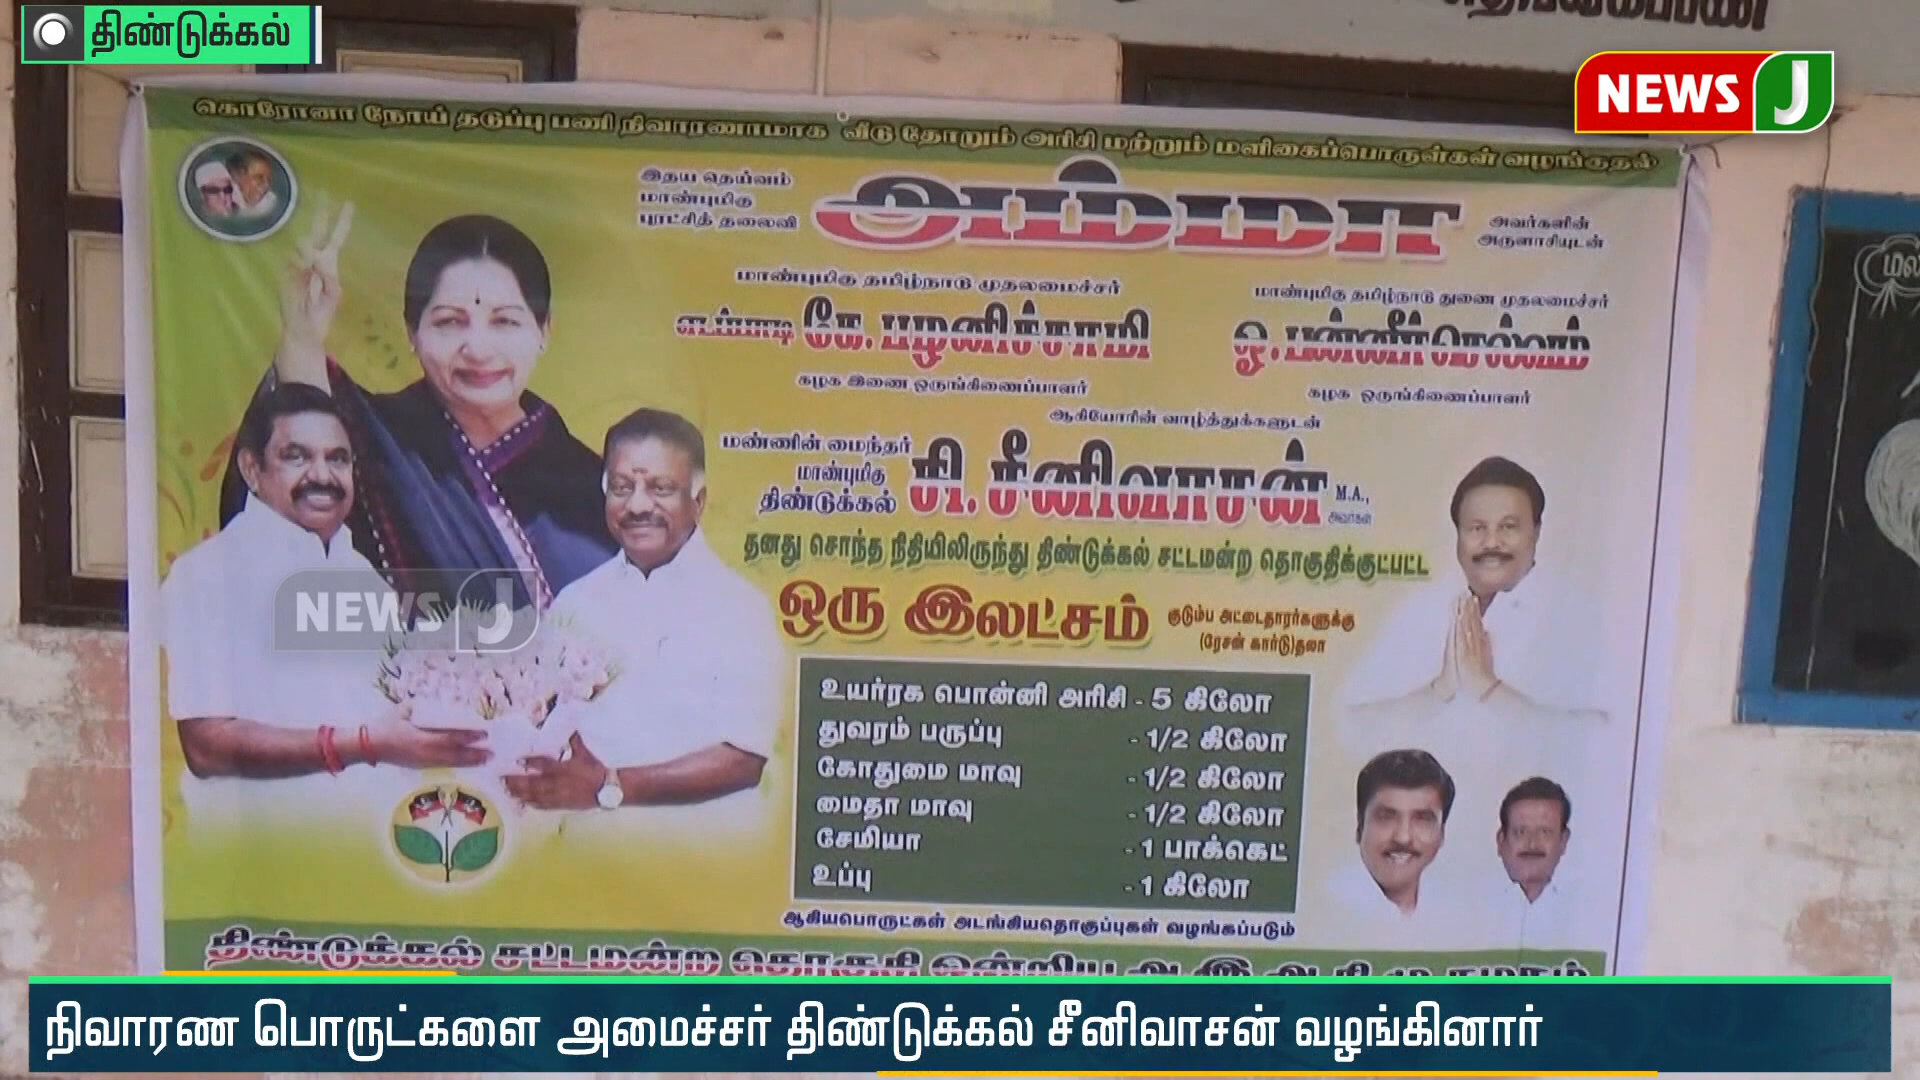 திண்டுக்கல்
NEWS J
கொரோனா நோய் தடுப்பு பணி நிவாரணமாக வீடு தோறும் அரிசி மற்றும் மளிகைப்பொருள்கள் வழங்குதல்
இதய தெய்வம்
மாண்புமிகு
புரட்சித் தலைவி
அம்மா
அவர்களின்
அருளாசியுடன்
மாண்புமிகு தமிழ்நாடு முதலமைச்சர்
எடப்பாடி கே.பழனிச்சாமி
கழக இணை ஒருங்கிணைப்பாளர்
மாண்புமிகு தமிழ்நாடு துணை முதலமைச்சர்
ஓ.பன்னீர்செல்வம்
கழக ஒருங்கிணைப்பாளர்
ஆகியோரின் வாழ்த்துக்களுடன்
மண்ணின் மைந்தர்
மாண்புமிகு
திண்டுக்கல்
சி.சீனிவாசன் M.A.,
அவர்கள்
தனது சொந்த நிதியிலிருந்து திண்டுக்கல் சட்டமன்ற தொகுதிக்குட்பட்ட
ஒரு இலட்சம்
குடும்ப அட்டைதாரர்களுக்கு
(ரேசன் கார்டு)தலா
உயர்ரக பொன்னி அரிசி - 5 கிலோ
துவரம் பருப்பு - 1/2 கிலோ
கோதுமை மாவு - 1/2 கிலோ
மைதா மாவு - 1/2 கிலோ
சேமியா - 1 பாக்கெட்
உப்பு - 1 கிலோ
ஆகியபொருட்கள் அடங்கியதொகுப்புகள் வழங்கப்படும்
திண்டுக்கல் சட்டமன்ற தொகுதி ஒன்றிய
NEWS J
நிவாரண பொருட்களை அமைச்சர் திண்டுக்கல் சீனிவாசன் வழங்கினார்